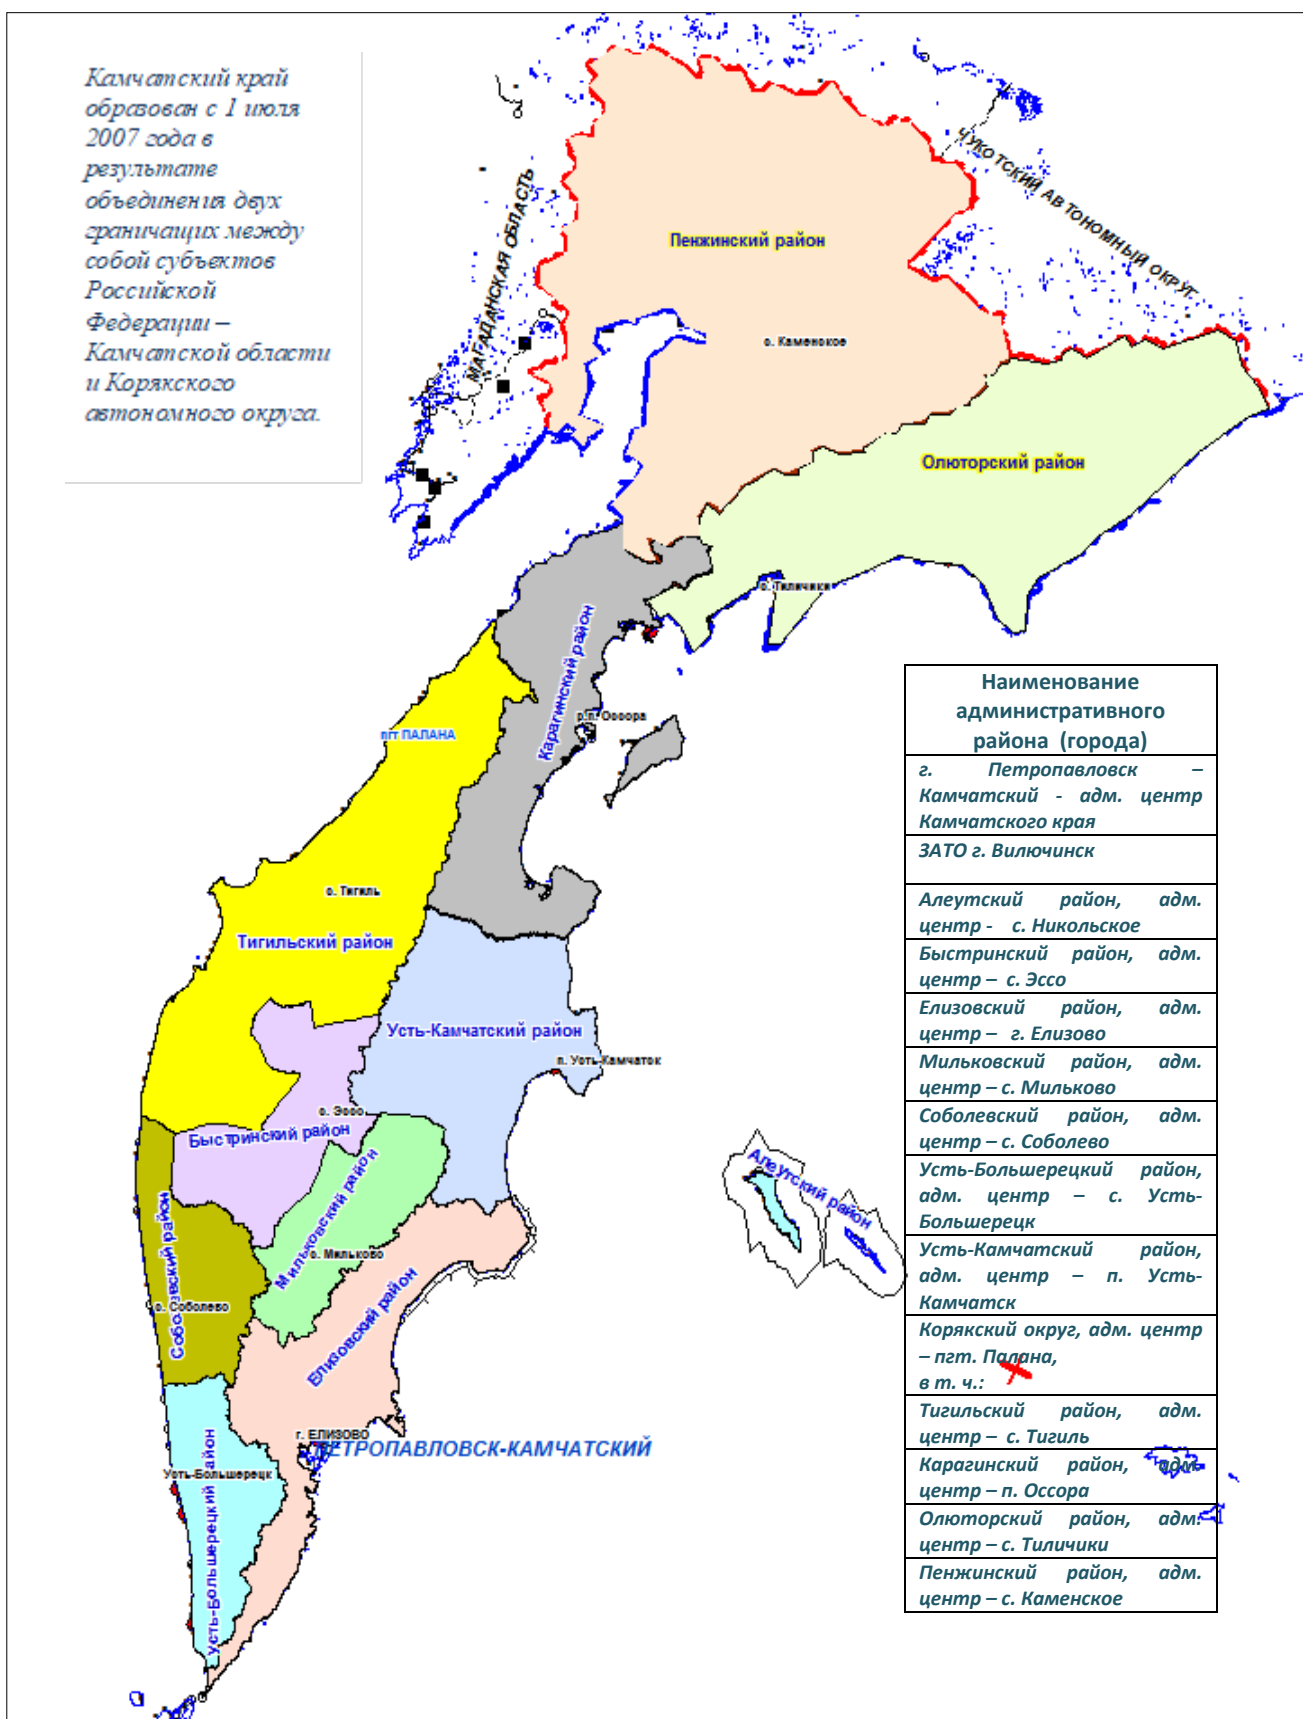 Камчатский край
образован с 1 июля
2007 года в
результате
объединения двух
граничащих между
собой субъектов
Российской
Федерации –
Камчатской области
и Корякского
автономного округа.
МАГАДАНСКАЯ ОБЛАСТЬ
ЧУКОТСКИЙ АВТОНОМНЫЙ ОКРУГ
Пенжинский район
с. Каменское
Олюторский район
с. Тиличики
Карагинский район
р.п. Оссора
пгт ПАЛАНА
с. Тигиль
Тигильский район
Усть-Камчатский район
п. Усть-Камчатск
с. Эссо
Быстринский район
Мильковский район
с. Мильково
Алеутский район
Соболевский район
с. Соболево
Елизовский район
г. ЕЛИЗОВО
ПЕТРОПАВЛОВСК-КАМЧАТСКИЙ
Усть-Большерецк
Усть-Большерецкий район
Наименование
административного
района (города)
г. Петропавловск –
Камчатский - адм. центр
Камчатского края
ЗАТО г. Вилючинск
Алеутский район, адм.
центр - с. Никольское
Быстринский район, адм.
центр – с. Эссо
Елизовский район, адм.
центр – г. Елизово
Мильковский район, адм.
центр – с. Мильково
Соболевский район, адм.
центр – с. Соболево
Усть-Большерецкий район,
адм. центр – с. Усть-
Большерецк
Усть-Камчатский район,
адм. центр – п. Усть-
Камчатск
Корякский округ, адм. центр
– пгт. Палана,
в т. ч.:
Тигильский район, адм.
центр – с. Тигиль
Карагинский район, адм.
центр – п. Оссора
Олюторский район, адм.
центр – с. Тиличики
Пенжинский район, адм.
центр – с. Каменское